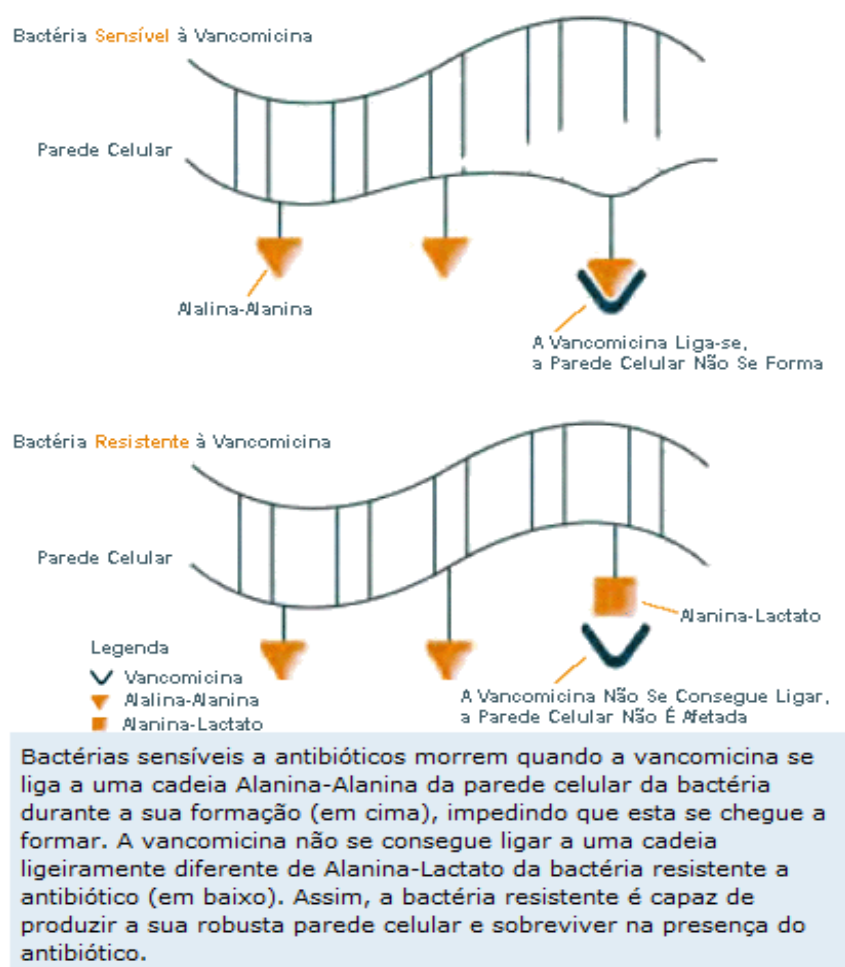 Bactéria Sensível à Vancomicina
Parede Celular
Alalina-Alanina
A Vancomicina Liga-se,
a Parede Celular Não Se Forma
Bactéria Resistente à Vancomicina
Parede Celular
Alanina-Lactato
Legenda
Vancomicina
Alalina-Alanina
Alanina-Lactato
A Vancomicina Não Se Consegue Ligar,
a Parede Celular Não É Afetada
Bactérias sensíveis a antibióticos morrem quando a vancomicina se
liga a uma cadeia Alanina-Alanina da parede celular da bactéria
durante a sua formação (em cima), impedindo que esta se chegue a
formar. A vancomicina não se consegue ligar a uma cadeia
ligeiramente diferente de Alanina-Lactato da bactéria resistente a
antibiótico (em baixo). Assim, a bactéria resistente é capaz de
produzir a sua robusta parede celular e sobreviver na presença do
antibiótico.